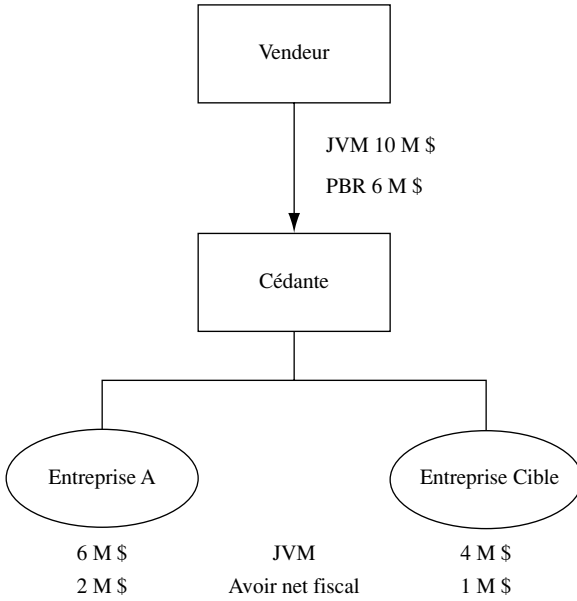 Vendeur
JVM 10 M $
PBR 6 M $
Cédante
Entreprise A
Entreprise Cible
6 M $ JVM 4 M $
2 M $ Avoir net fiscal 1 M $